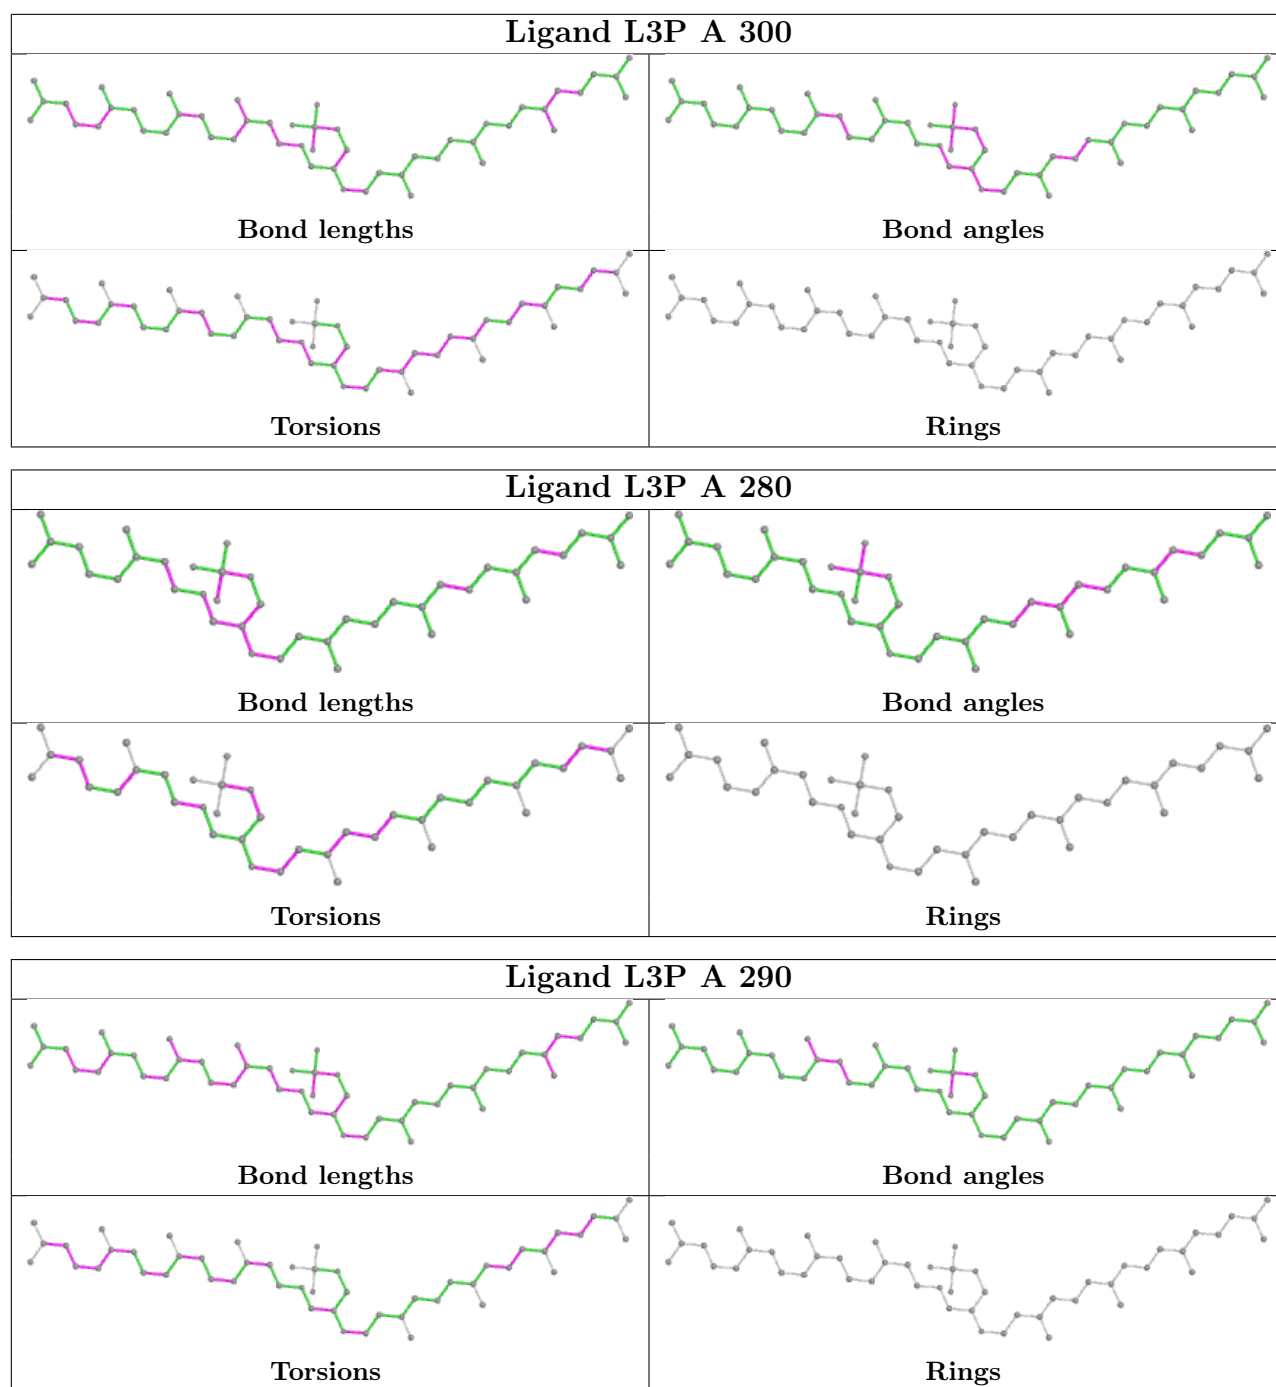 Ligand L3P A 300
Bond lengths
Bond angles
Torsions
Rings
Ligand L3P A 280
Bond lengths
Bond angles
Torsions
Rings
Ligand L3P A 290
Bond lengths
Bond angles
Torsions
Rings